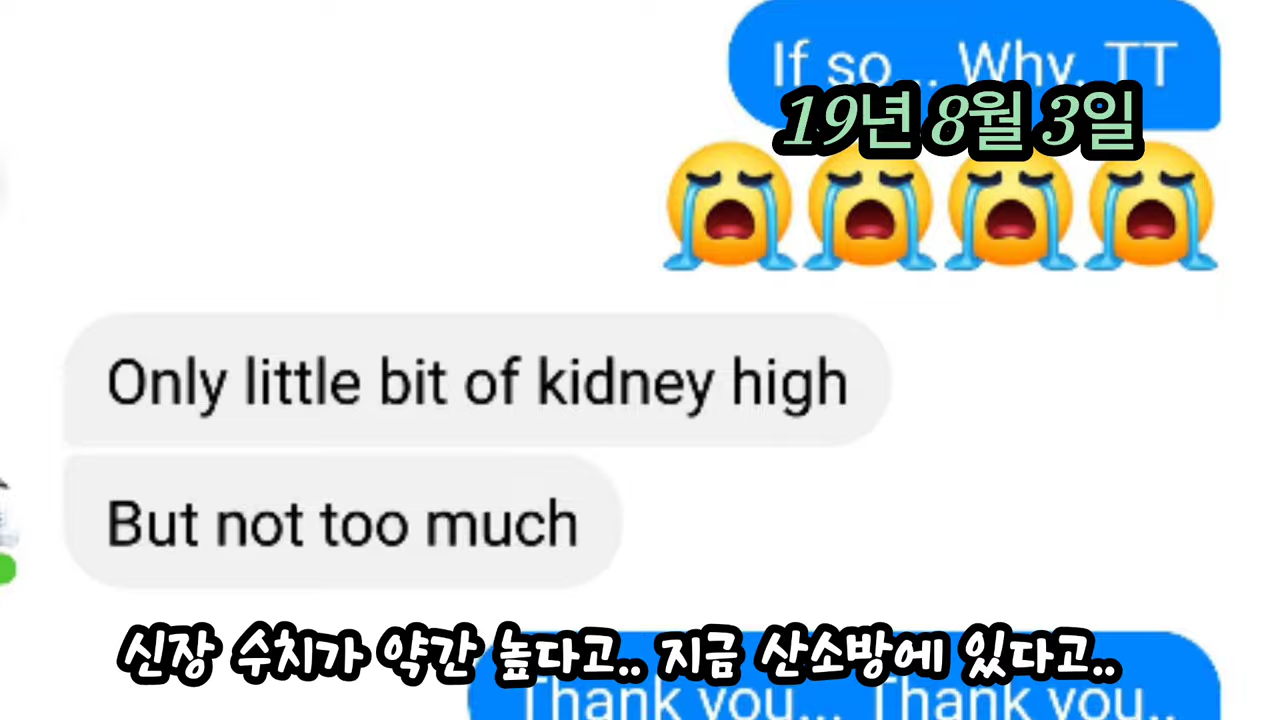 If so... Why. TT
19년 8월 3일
Only little bit of kidney high
But not too much
신장 수치가 약간 높다고.. 지금 산소방에 있다고..
Thank you... Thank you..